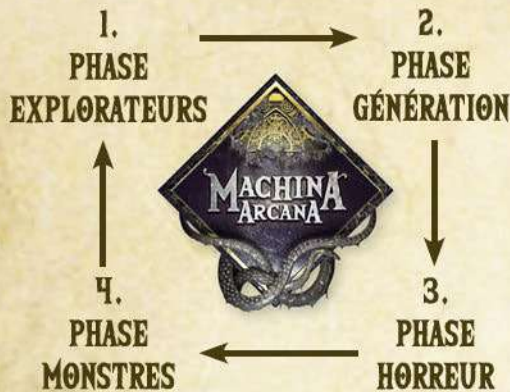 1.
PHASE
EXPLORATEURS
2.
PHASE
GÉNÉRATION
MACHINA
ARCANA
4.
PHASE
MONSTRES
3.
PHASE
HORREUR